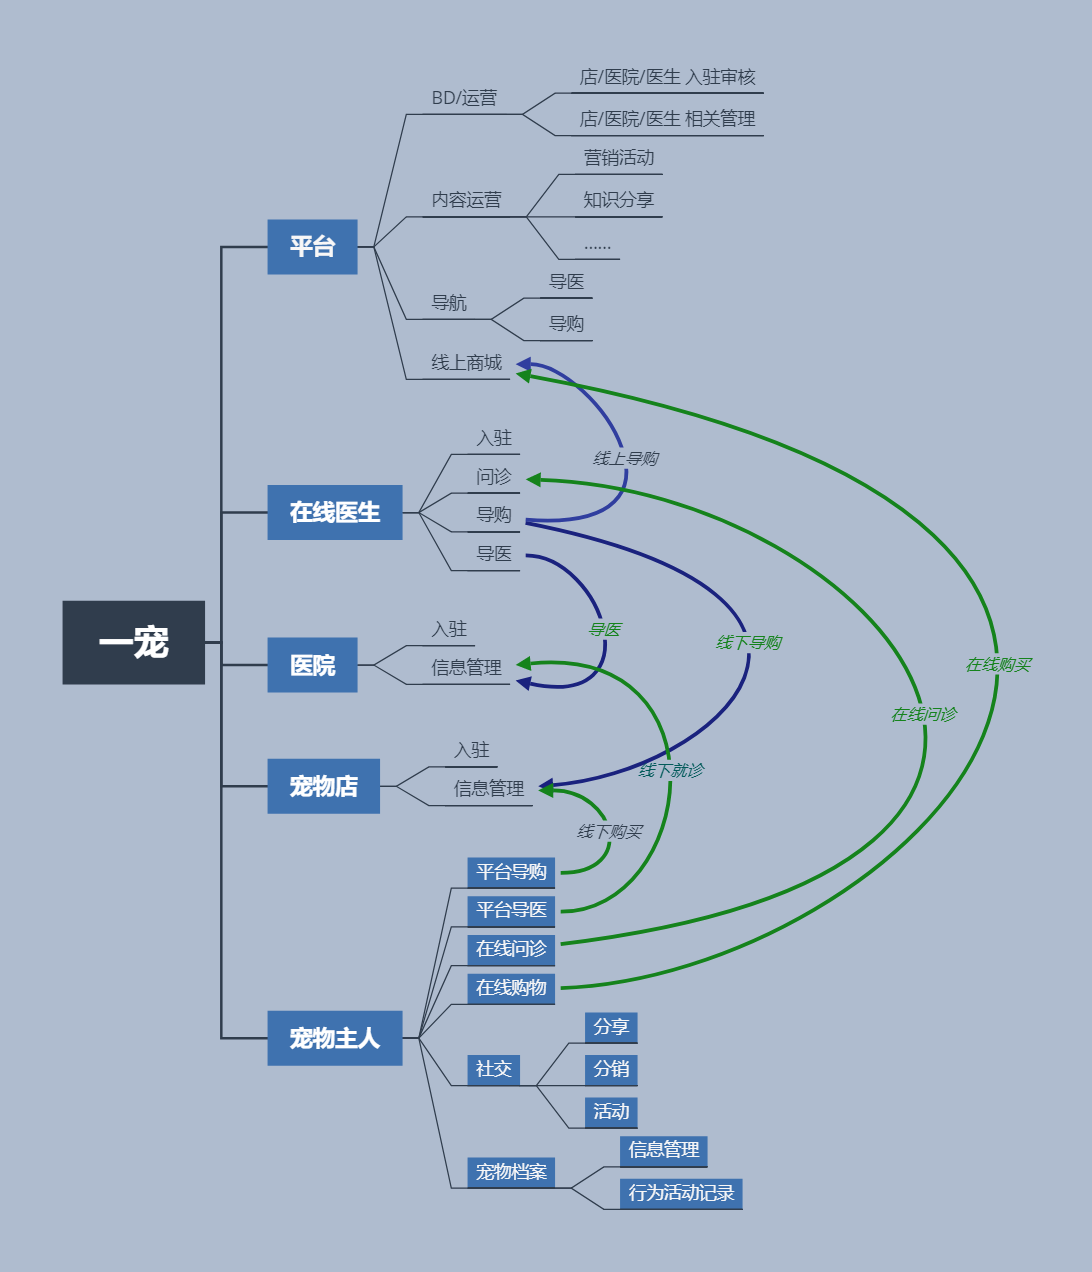 一宠
平台
BD/运营
店/医院/医生 入驻审核
店/医院/医生 相关管理
内容运营
营销活动
知识分享
......
导航
导医
导购
线上商城
在线医生
入驻
问诊
导购
导医
线上导购
导医
线下导购
在线购买
在线问诊
医院
入驻
信息管理
宠物店
入驻
信息管理
线下就诊
线下购买
宠物主人
平台导购
平台导医
在线问诊
在线购物
社交
分享
分销
活动
宠物档案
信息管理
行为活动记录